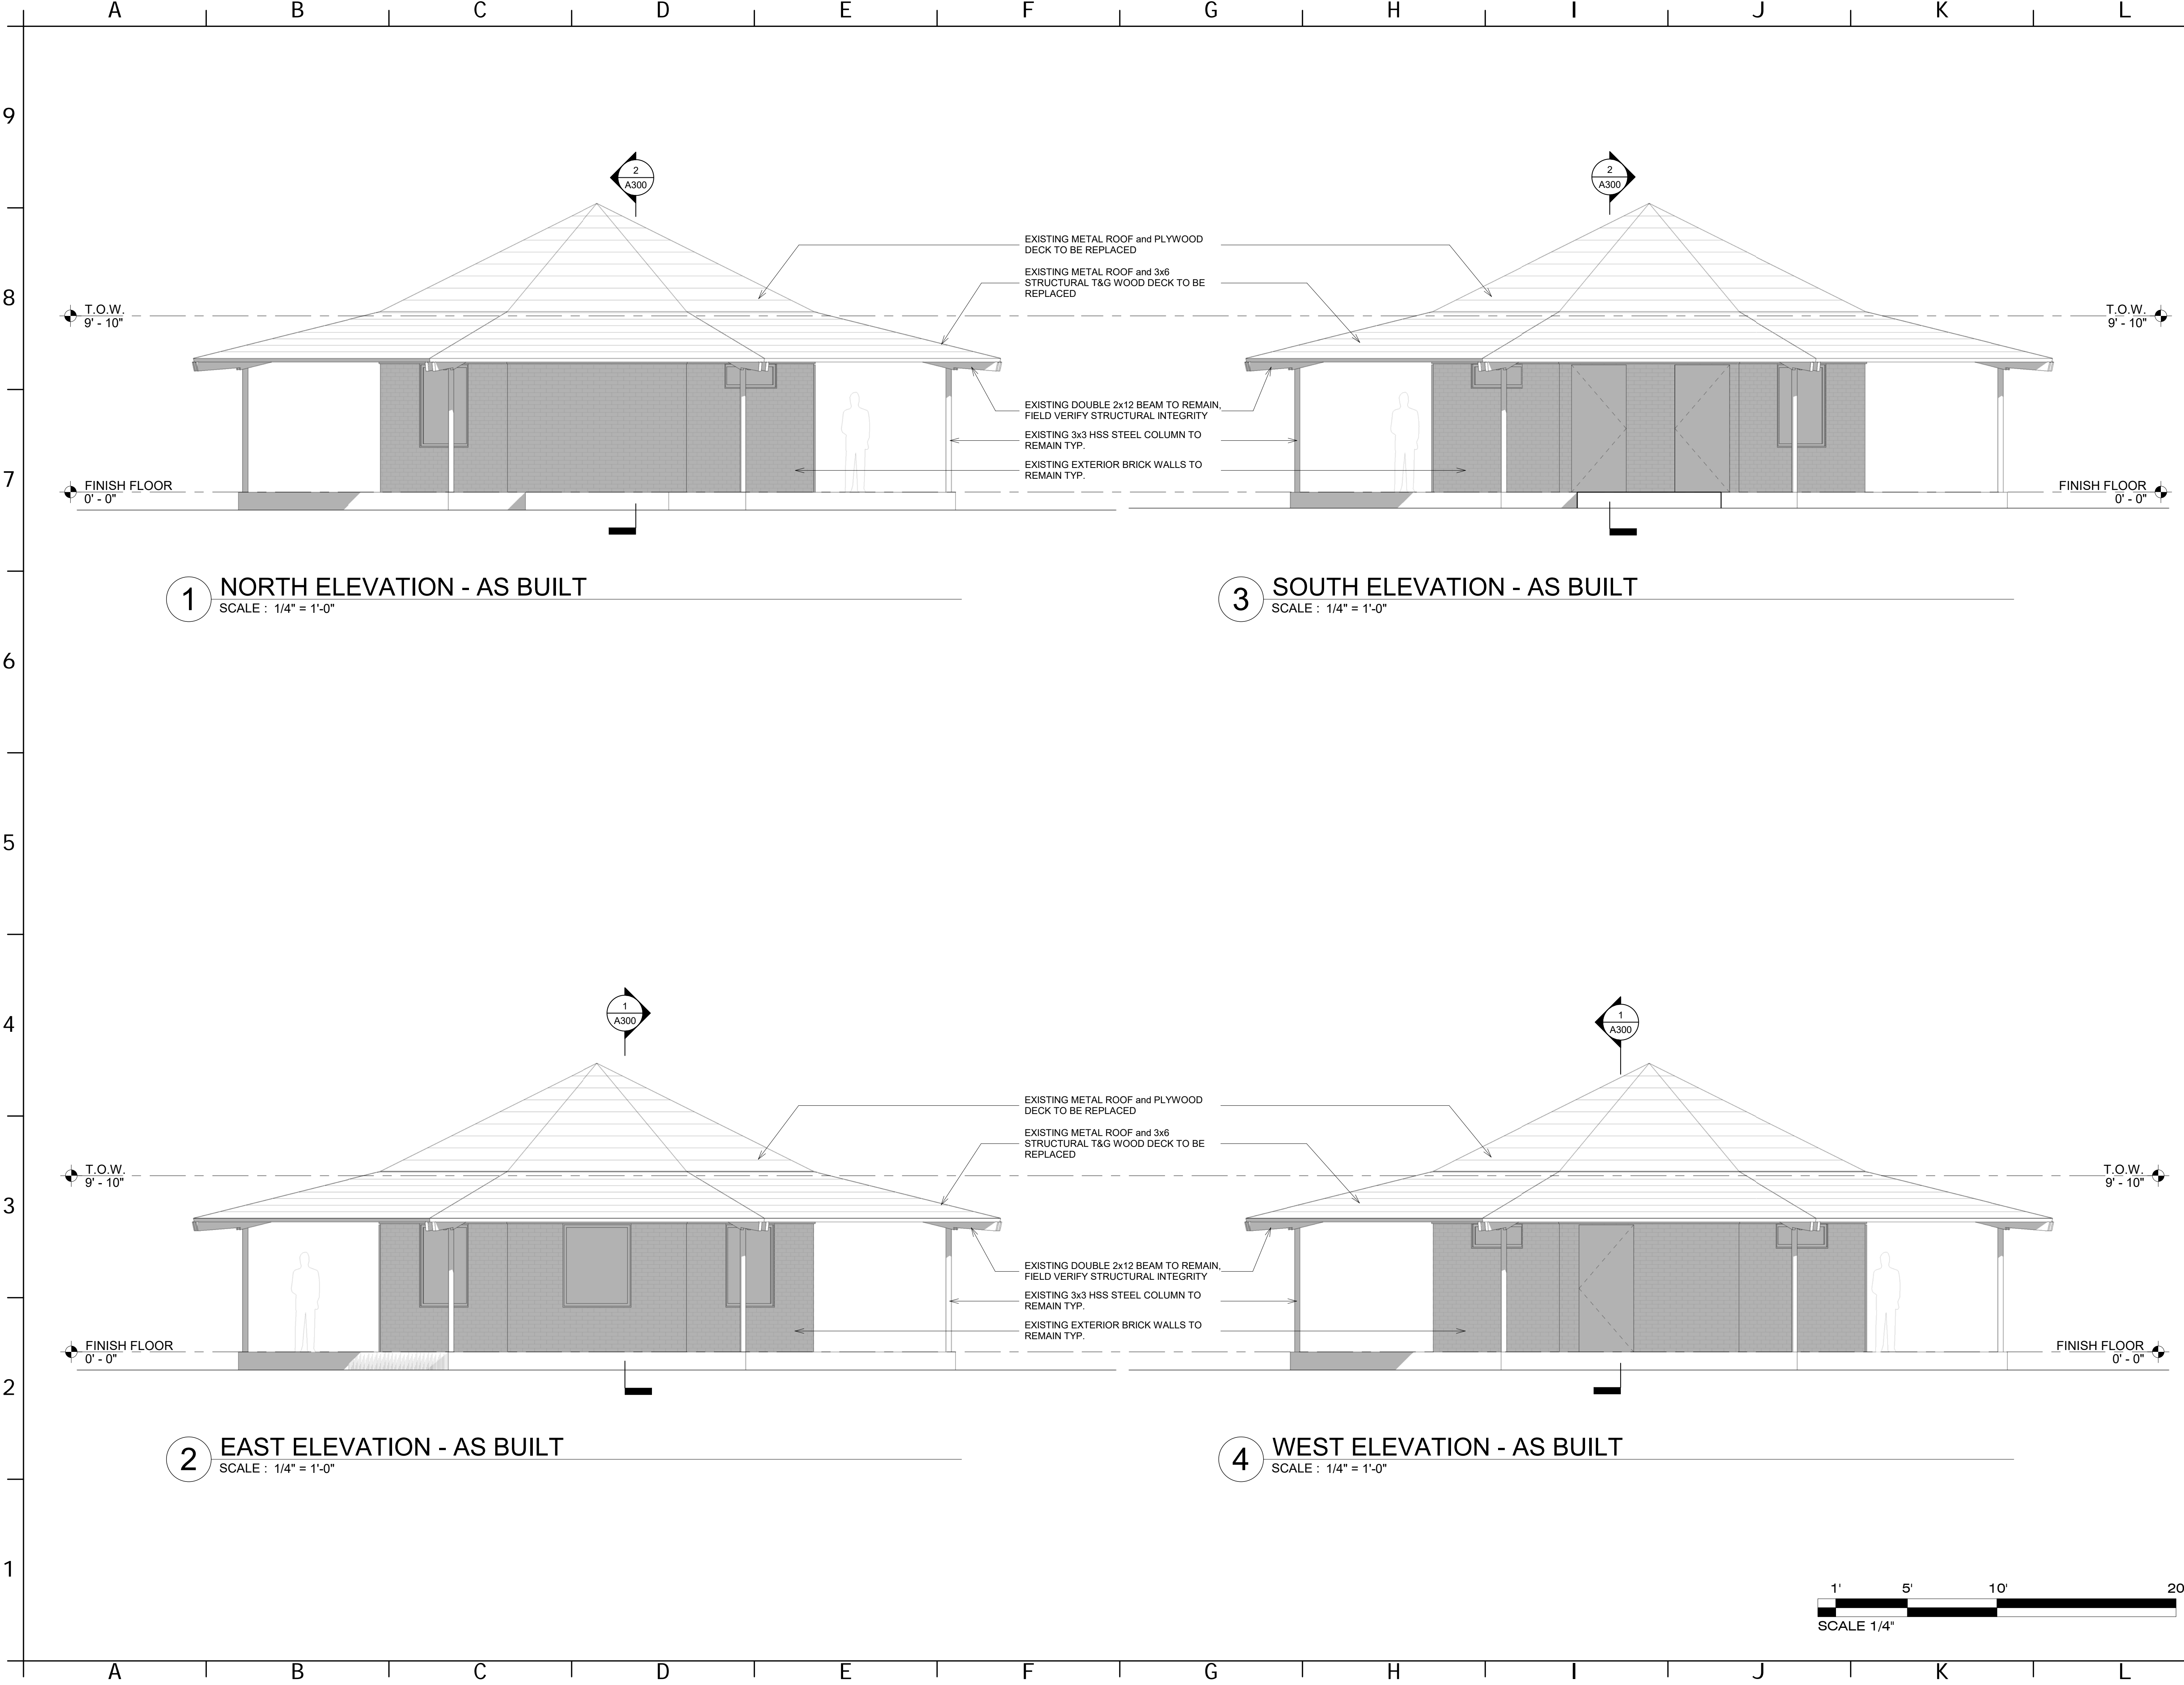 A B C D E F G H I J K L
9
2
A300
2
A300
EXISTING METAL ROOF and PLYWOOD
DECK TO BE REPLACED
EXISTING METAL ROOF and 3x6
STRUCTURAL T&G WOOD DECK TO BE
REPLACED
8
T.O.W.
9' - 10"
T.O.W.
9' - 10"
EXISTING DOUBLE 2x12 BEAM TO REMAIN,
FIELD VERIFY STRUCTURAL INTEGRITY
EXISTING 3x3 HSS STEEL COLUMN TO
REMAIN TYP.
EXISTING EXTERIOR BRICK WALLS TO
REMAIN TYP.
7
FINISH FLOOR
0' - 0"
FINISH FLOOR
0' - 0"
1 NORTH ELEVATION - AS BUILT
SCALE : 1/4" = 1'-0"
3 SOUTH ELEVATION - AS BUILT
SCALE : 1/4" = 1'-0"
6
5
4
1
A300
1
A300
EXISTING METAL ROOF and PLYWOOD
DECK TO BE REPLACED
EXISTING METAL ROOF and 3x6
STRUCTURAL T&G WOOD DECK TO BE
REPLACED
3
T.O.W.
9' - 10"
T.O.W.
9' - 10"
EXISTING DOUBLE 2x12 BEAM TO REMAIN,
FIELD VERIFY STRUCTURAL INTEGRITY
EXISTING 3x3 HSS STEEL COLUMN TO
REMAIN TYP.
EXISTING EXTERIOR BRICK WALLS TO
REMAIN TYP.
FINISH FLOOR
0' - 0"
FINISH FLOOR
0' - 0"
2
2 EAST ELEVATION - AS BUILT
SCALE : 1/4" = 1'-0"
4 WEST ELEVATION - AS BUILT
SCALE : 1/4" = 1'-0"
1
1' 5' 10' 20
SCALE 1/4"
A B C D E F G H I J K L